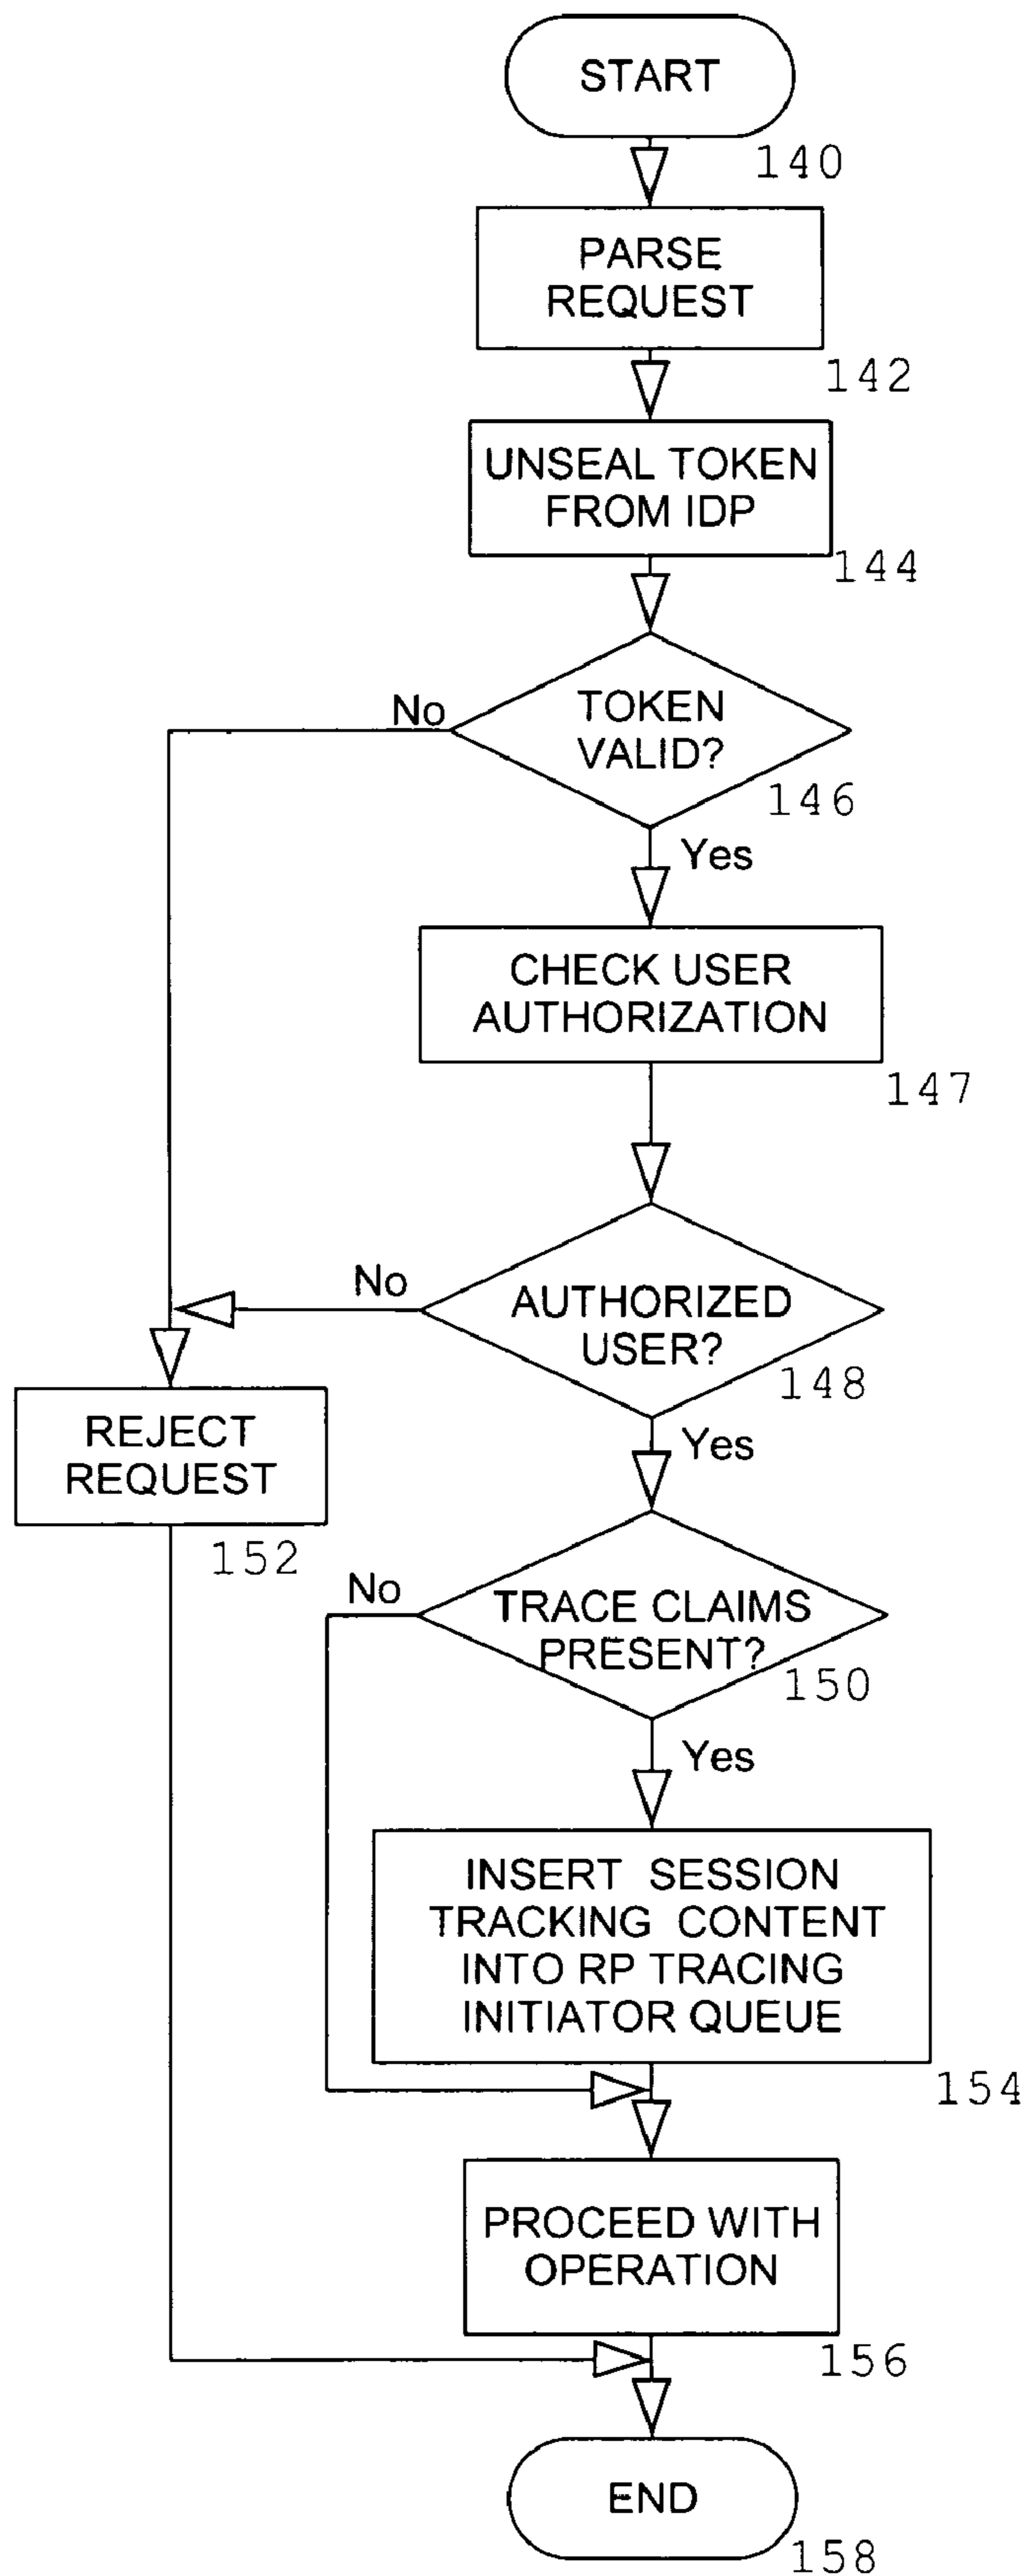 START
140
PARSE
REQUEST
142
UNSEAL TOKEN
FROM IDP
144
No
TOKEN
VALID?
146
Yes
CHECK USER
AUTHORIZATION
147
No
AUTHORIZED
USER?
148
Yes
REJECT
REQUEST
152
No
TRACE CLAIMS
PRESENT?
150
Yes
INSERT SESSION
TRACKING CONTENT
INTO RP TRACING
INITIATOR QUEUE
154
PROCEED WITH
OPERATION
156
END
158